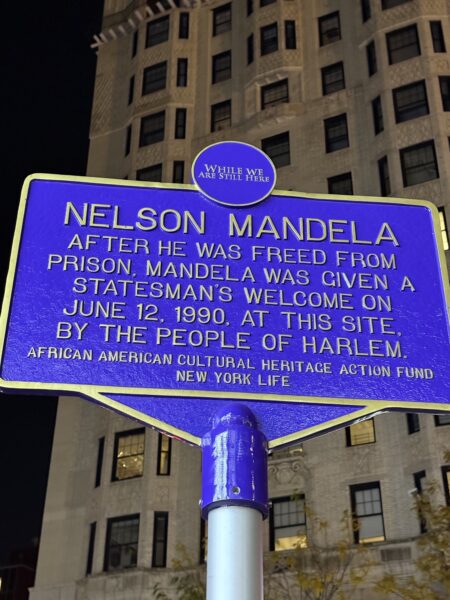 WHILE WE
ARE STILL HERE
NELSON MANDELA
AFTER HE WAS FREED FROM
PRISON, MANDELA WAS GIVEN A
STATESMAN'S WELCOME ON
JUNE 12, 1990, AT THIS SITE,
BY THE PEOPLE OF HARLEM.
AFRICAN AMERICAN CULTURAL HERITAGE ACTION FUND
NEW YORK LIFE